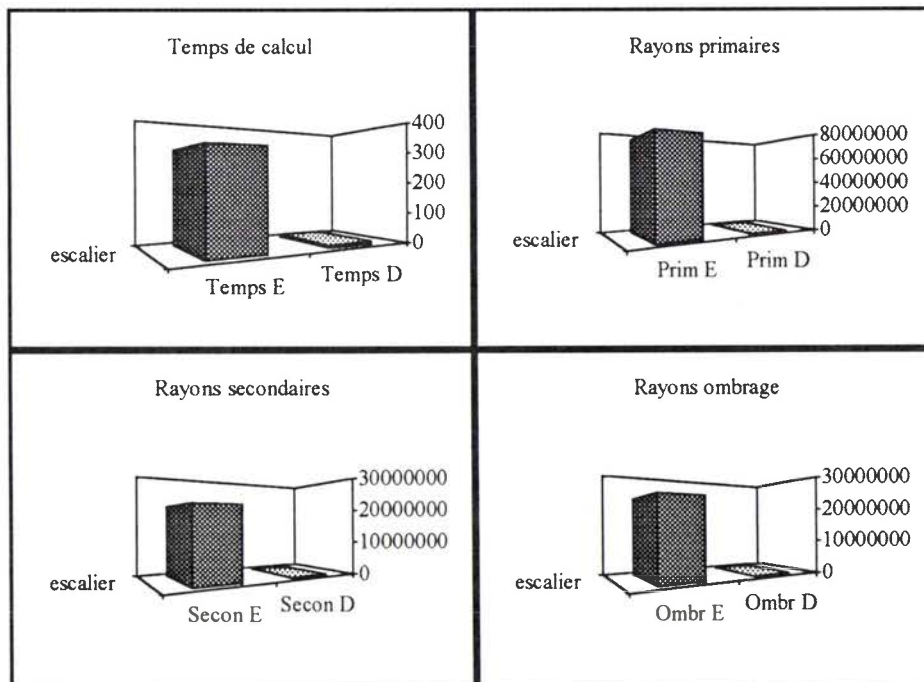 Temps de calcul
400
300
200
100
0
escalier
Temps E
Temps D
Rayons primaires
80000000
60000000
40000000
20000000
0
escalier
Prim E
Prim D
Rayons secondaires
30000000
20000000
10000000
0
escalier
Secon E
Secon D
Rayons ombrage
30000000
20000000
10000000
0
escalier
Ombr E
Ombr D